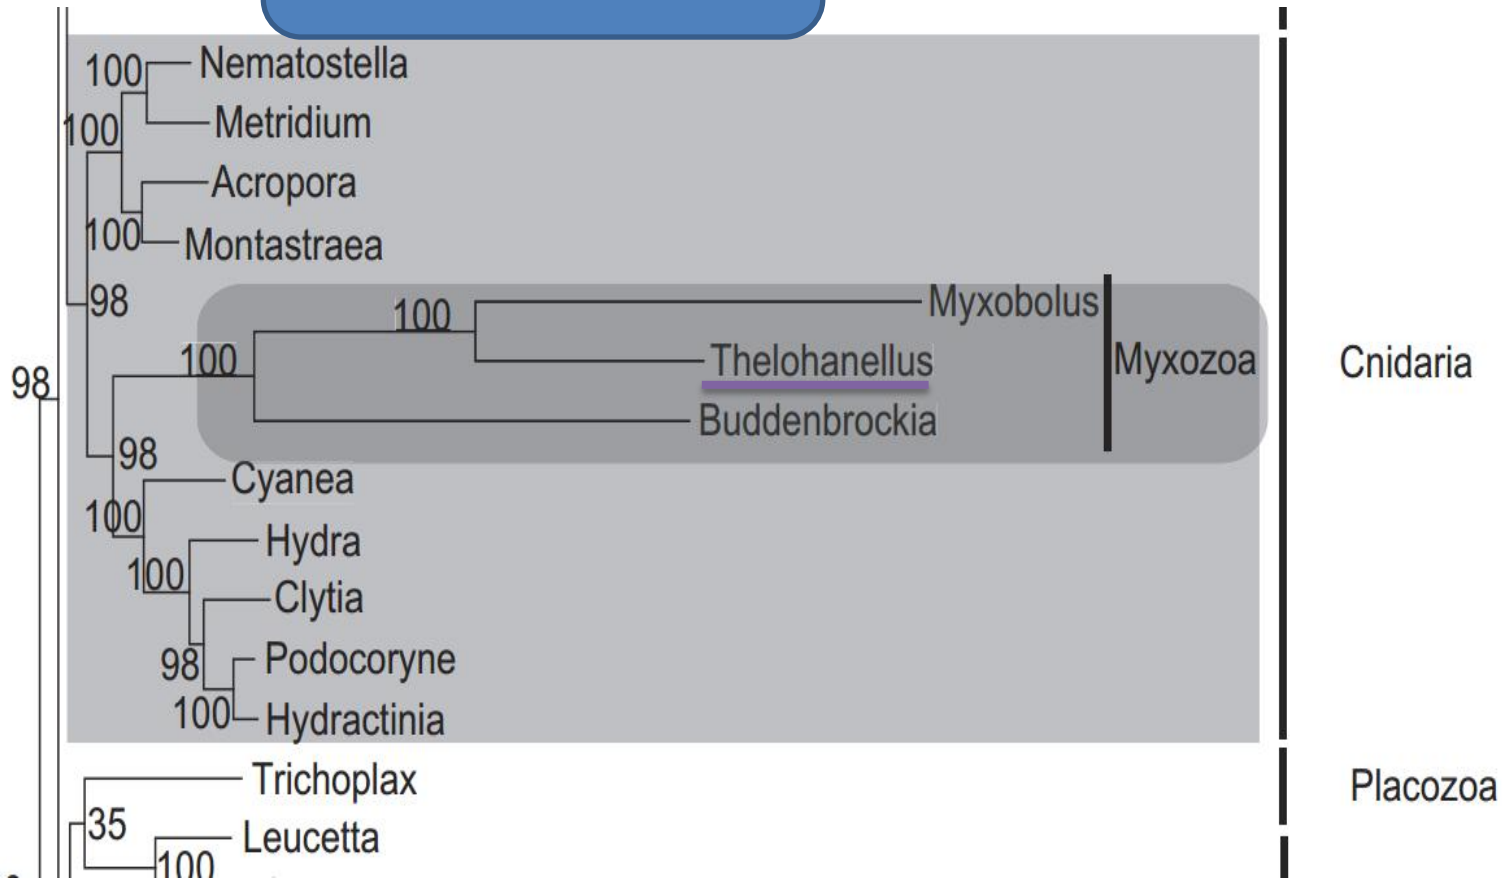 100 Nematostella
100 Metridium
Acropora
100 Montastraea
98
100 Myxobolus
100 Thelohanellus Myxozoa Cnidaria
98
Buddenbrockia
98
Cyanea
100
Hydra
100
Clytia
98 Podocoryne
100 Hydractinia
Trichoplax Placozoa
35
Leucetta
100